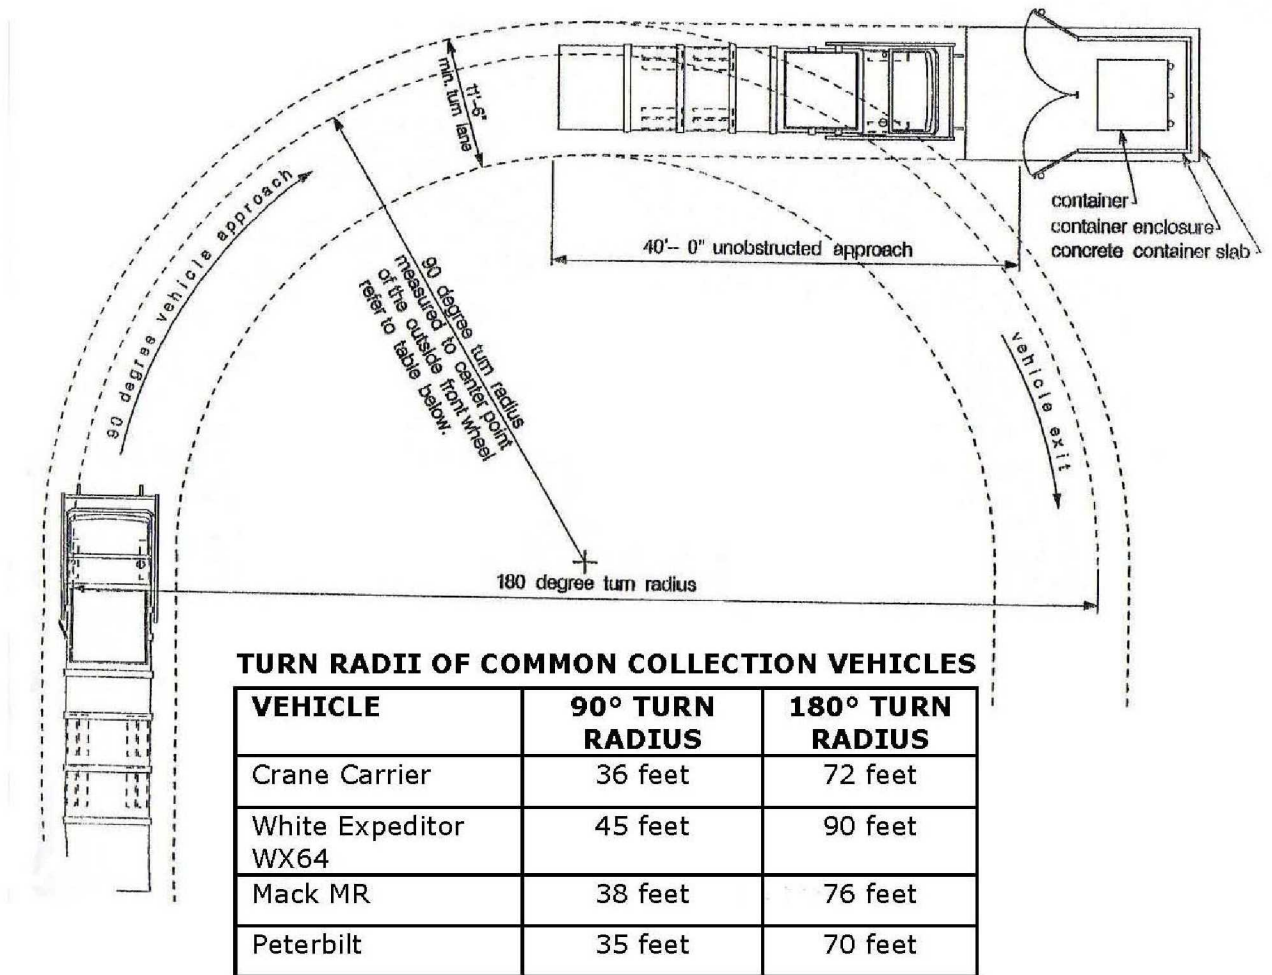 11'-6"
min. turn lane
90 degree vehicle approach
container
container enclosure
concrete container slab
40'- 0" unobstructed approach
90 degree turn radius
measured to center point
of the outside front wheel
refer to table below.
vehicle exit
180 degree turn radius
TURN RADII OF COMMON COLLECTION VEHICLES
VEHICLE
90° TURN
RADIUS
180° TURN
RADIUS
Crane Carrier
36 feet
72 feet
White Expeditor
WX64
45 feet
90 feet
Mack MR
38 feet
76 feet
Peterbilt
35 feet
70 feet